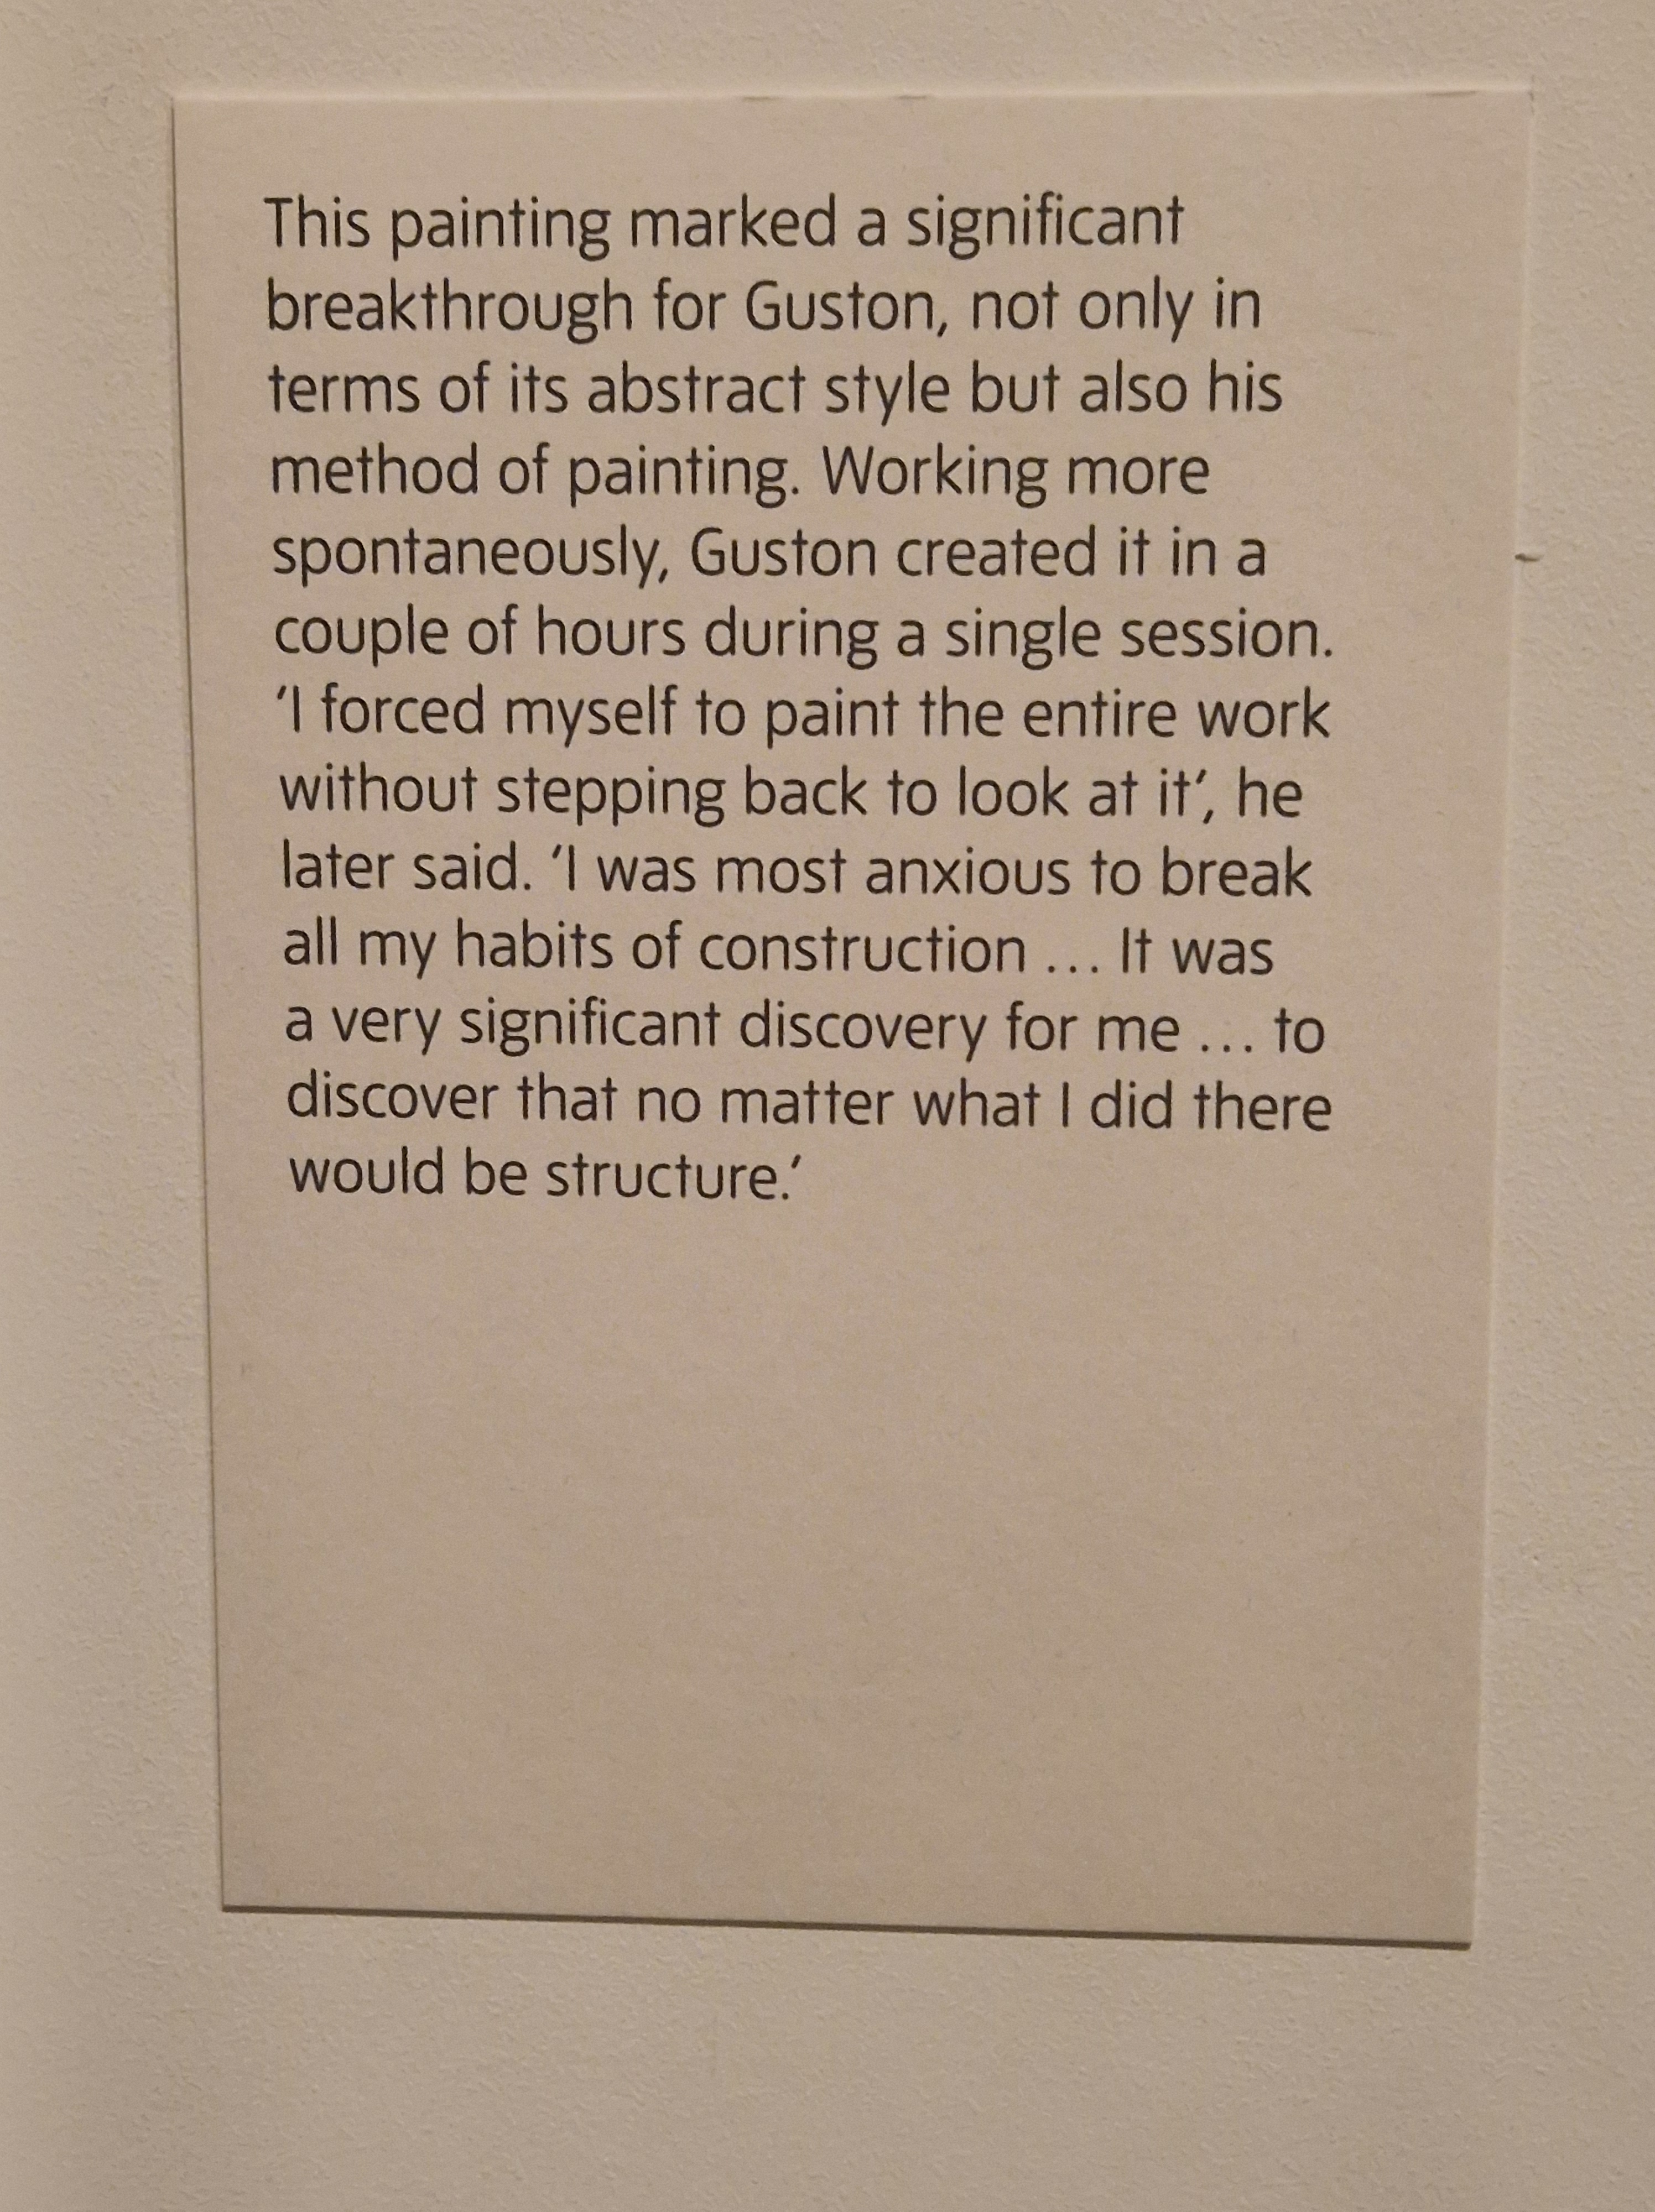 This painting marked a significant
breakthrough for Guston, not only in
terms of its abstract style but also his
method of painting. Working more
spontaneously, Guston created it in a
couple of hours during a single session.
‘I forced myself to paint the entire work
without stepping back to look at it’, he
later said. ‘I was most anxious to break
all my habits of construction … It was
a very significant discovery for me … to
discover that no matter what I did there
would be structure.’